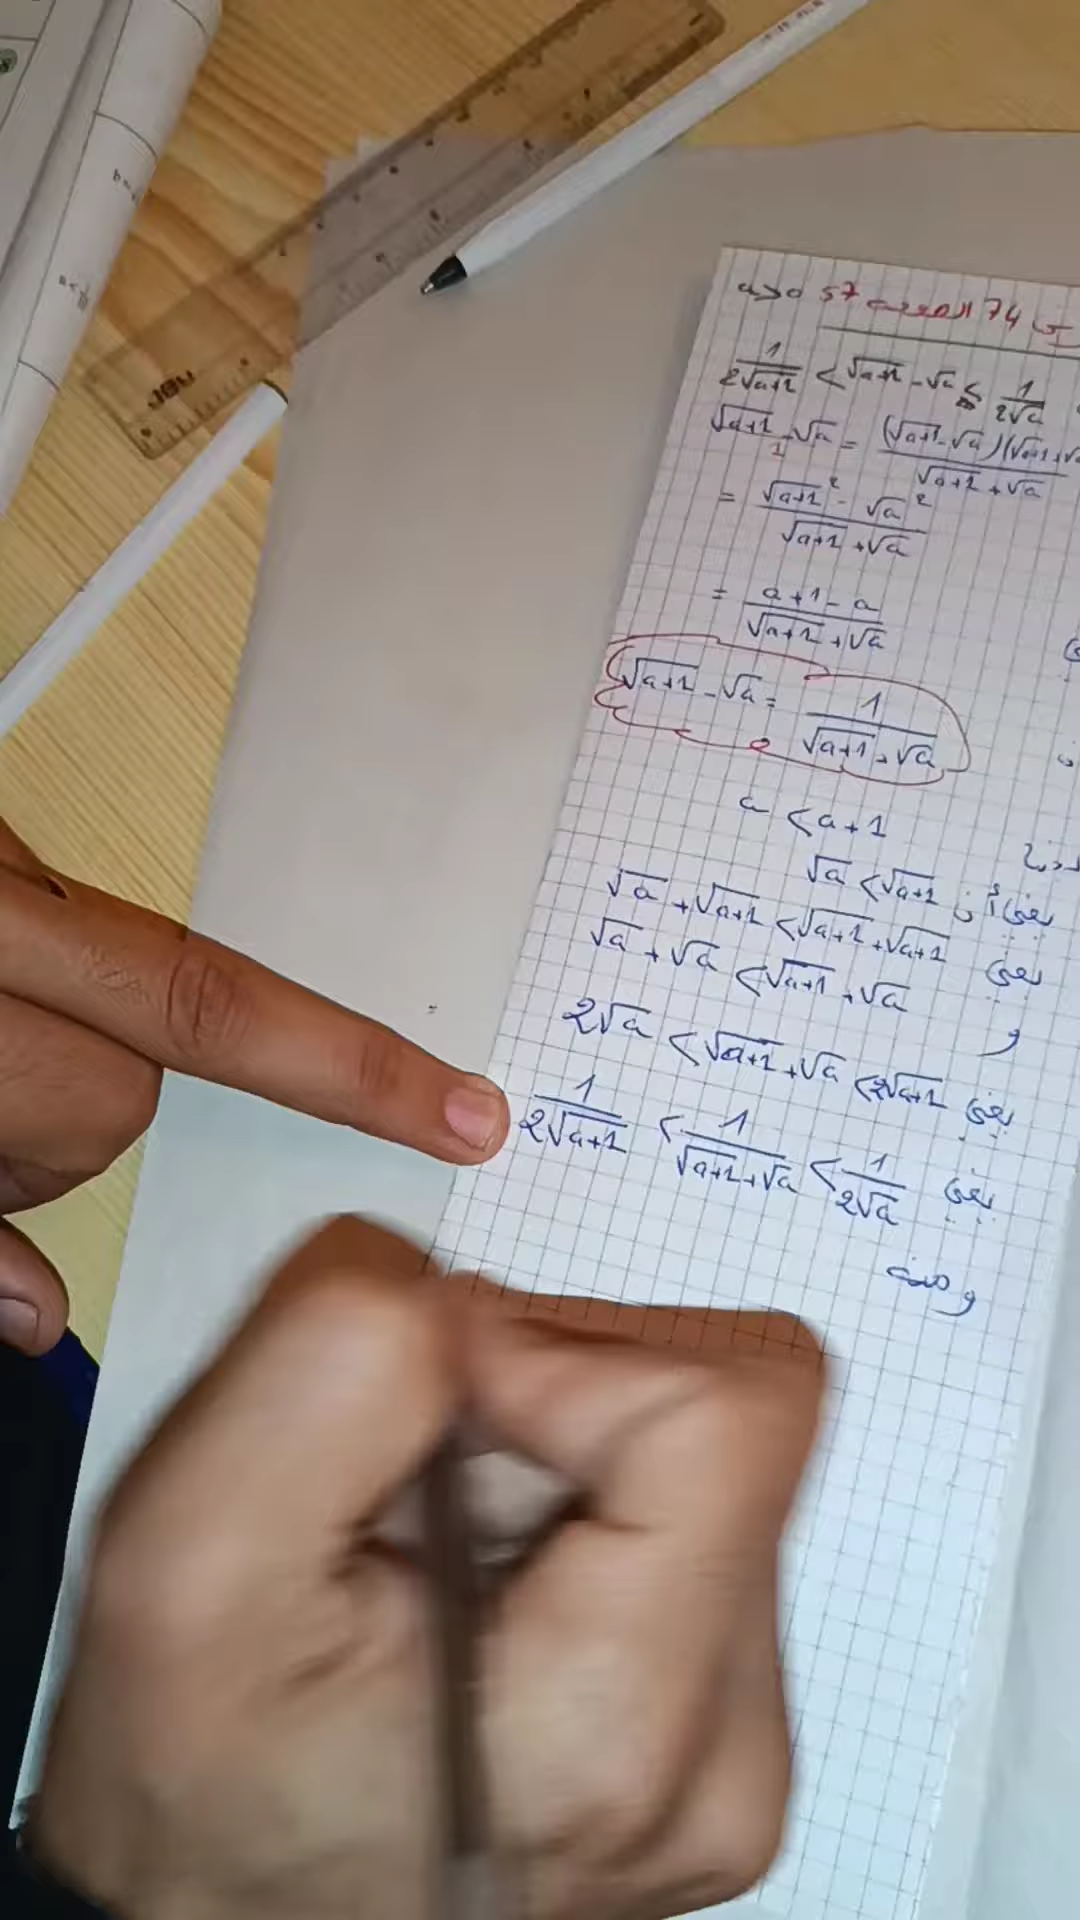 a>0 ت 74 الصفحة 57
1/(2√(a+1)) < √(a+1) - √a ≤ 1/(2√a)
(√(a+1) - √a)/1 = (√(a+1) - √a)(√(a+1) + √a)/(√(a+1) + √a)
= (√(a+1)² - √a²)/(√(a+1) + √a)
= (a+1-a)/(√(a+1) + √a)
√(a+1) - √a = 1/(√(a+1) + √a)
a < a+1
يعني أن √a < √(a+1)
يعني √a + √(a+1) < √(a+1) + √(a+1)
و √a + √a < √(a+1) + √a
يعني 2√a < √(a+1) + √a < 2√(a+1)
يعني 1/(2√(a+1)) < 1/(√(a+1) + √a) < 1/(2√a)
و منه